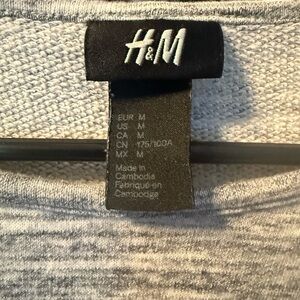 H&M
EUR M
US M
CA M
CN 175/100A
MX M
Made in
Cambodia
Fabriqué en
Cambodge